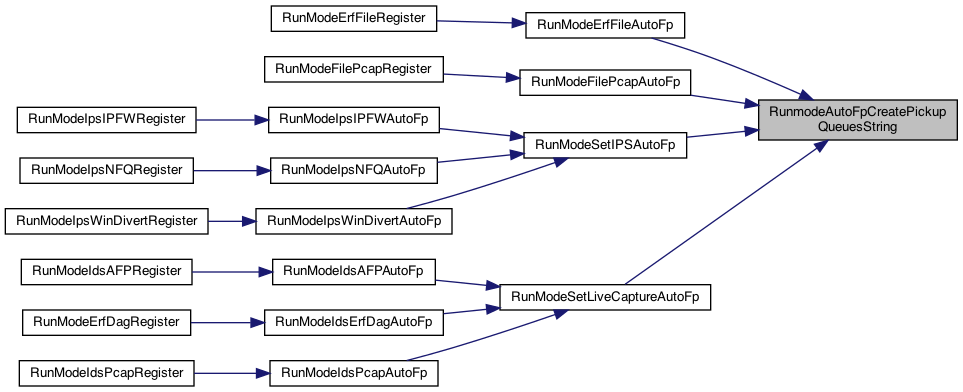 RunModeErfFileRegister
RunModeErfFileAutoFp
RunModeFilePcapRegister
RunModeFilePcapAutoFp
RunmodeAutoFpCreatePickup
QueuesString
RunModeIpsIPFWRegister
RunModeIpsIPFWAutoFp
RunModeSetIPSAutoFp
RunModeIpsNFQRegister
RunModeIpsNFQAutoFp
RunModeIpsWinDivertRegister
RunModeIpsWinDivertAutoFp
RunModeIdsAFPRegister
RunModeIdsAFPAutoFp
RunModeSetLiveCaptureAutoFp
RunModeErfDagRegister
RunModeIdsErfDagAutoFp
RunModeIdsPcapRegister
RunModeIdsPcapAutoFp